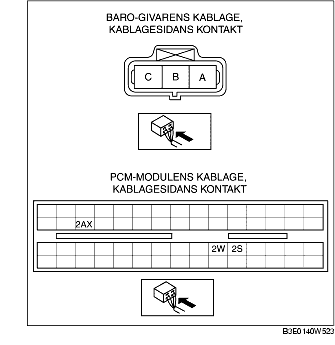 BARO-GIVARENS KABLAGE,
KABLAGESIDANS KONTAKT
C B A
PCM-MODULENS KABLAGE,
KABLAGESIDANS KONTAKT
2AX
2W 2S
B3E0140W523